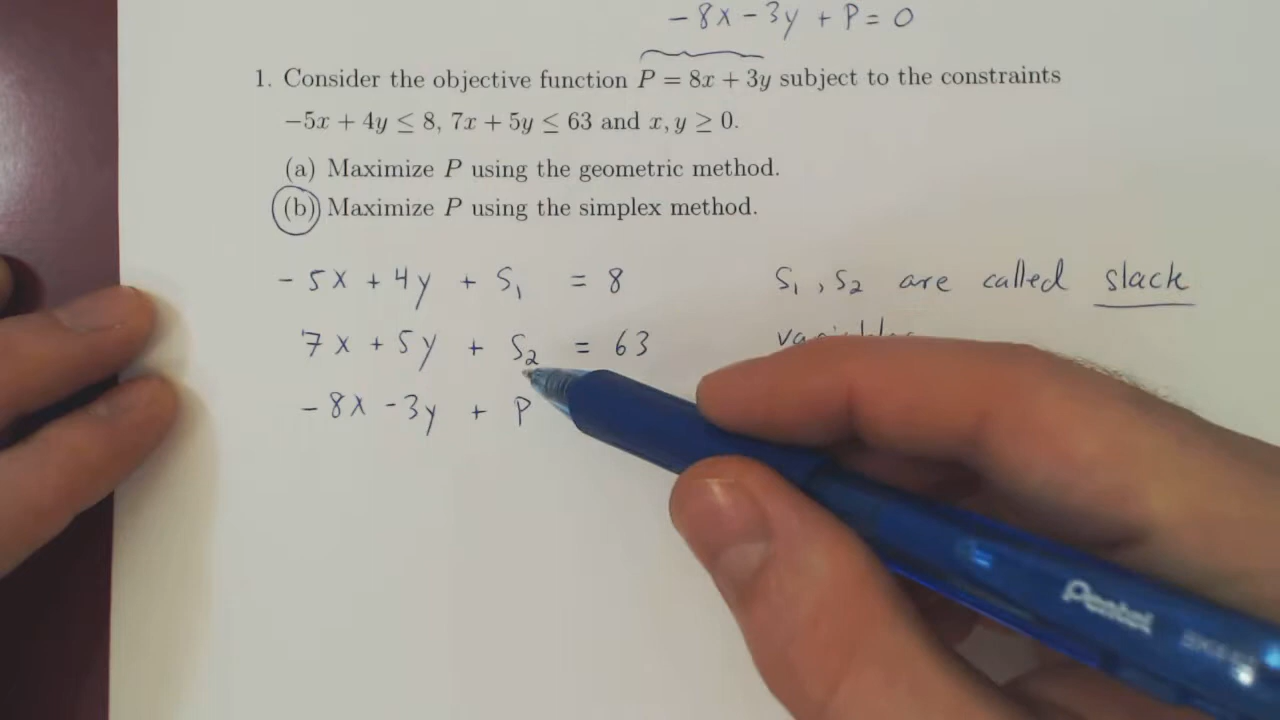 -8x - 3y + P = 0
1. Consider the objective function P = 8x + 3y subject to the constraints
−5x + 4y ≤ 8, 7x + 5y ≤ 63 and x, y ≥ 0.
(a) Maximize P using the geometric method.
(b) Maximize P using the simplex method.
-5x + 4y + S₁ = 8
S₁, S₂ are called slack
7x + 5y + S₂ = 63
-8x - 3y + P
Pentel